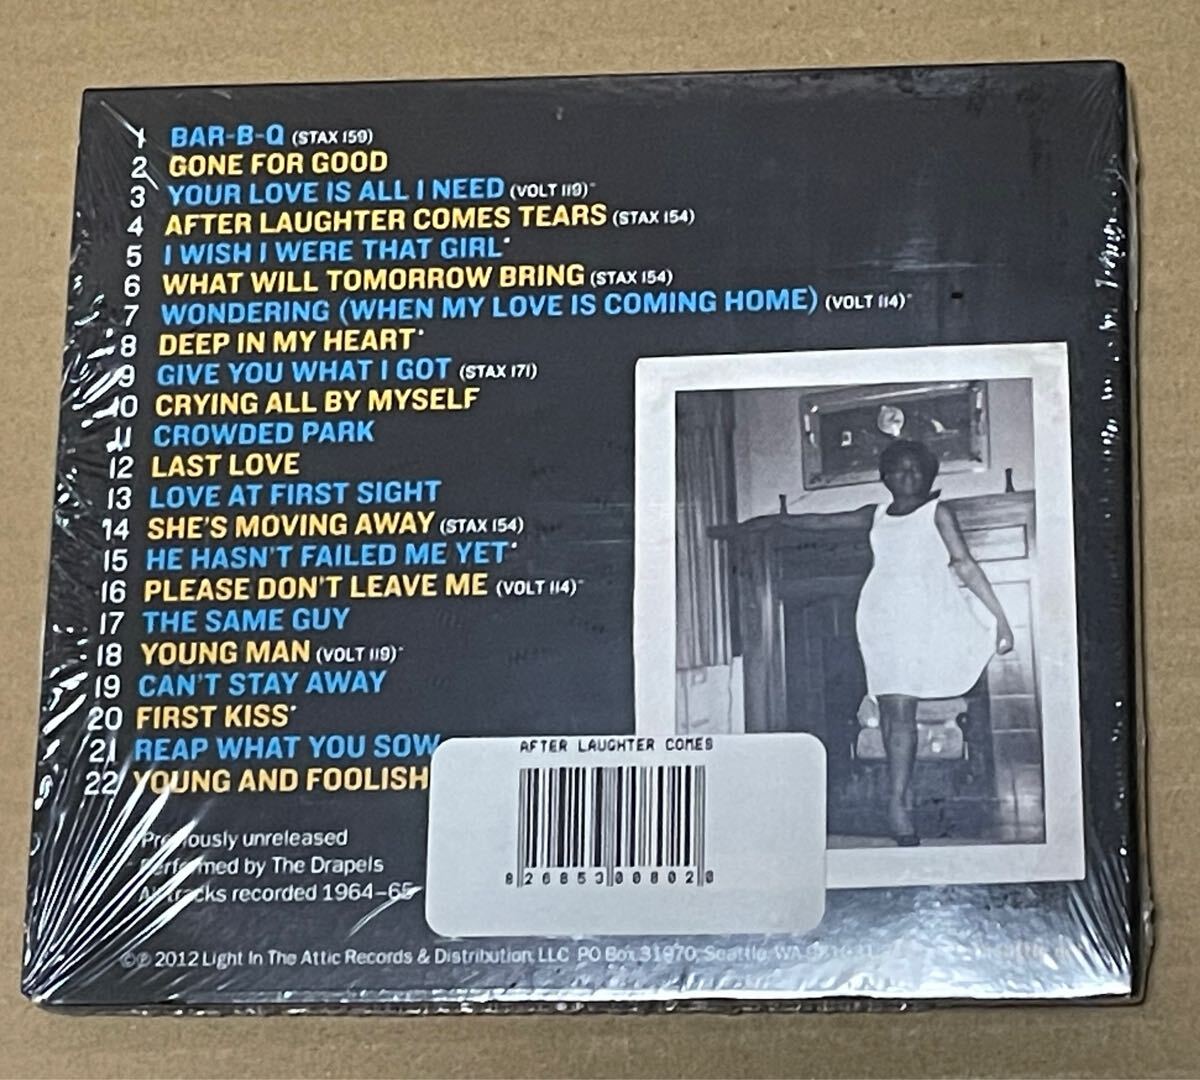 1 BAR-B-Q (STAX 159)
2 GONE FOR GOOD
3 YOUR LOVE IS ALL I NEED (VOLT 119)**
4 AFTER LAUGHTER COMES TEARS (STAX 154)
5 I WISH I WERE THAT GIRL*
6 WHAT WILL TOMORROW BRING (STAX 154)
7 WONDERING (WHEN MY LOVE IS COMING HOME) (VOLT 114)**
8 DEEP IN MY HEART*
9 GIVE YOU WHAT I GOT (STAX 171)
10 CRYING ALL BY MYSELF
11 CROWDED PARK
12 LAST LOVE
13 LOVE AT FIRST SIGHT
14 SHE'S MOVING AWAY (STAX 154)
15 HE HASN'T FAILED ME YET*
16 PLEASE DON'T LEAVE ME (VOLT 114)**
17 THE SAME GUY
18 YOUNG MAN (VOLT 119)**
19 CAN'T STAY AWAY
20 FIRST KISS*
21 REAP WHAT YOU SOW
22 YOUNG AND FOOLISH
*Previously unreleased
**Performed by The Drapels
All tracks recorded 1964–65
AFTER LAUGHTER COMES
8 26853 00802 0
©℗ 2012 Light In The Attic Records & Distribution, LLC PO Box 31970, Seattle, WA